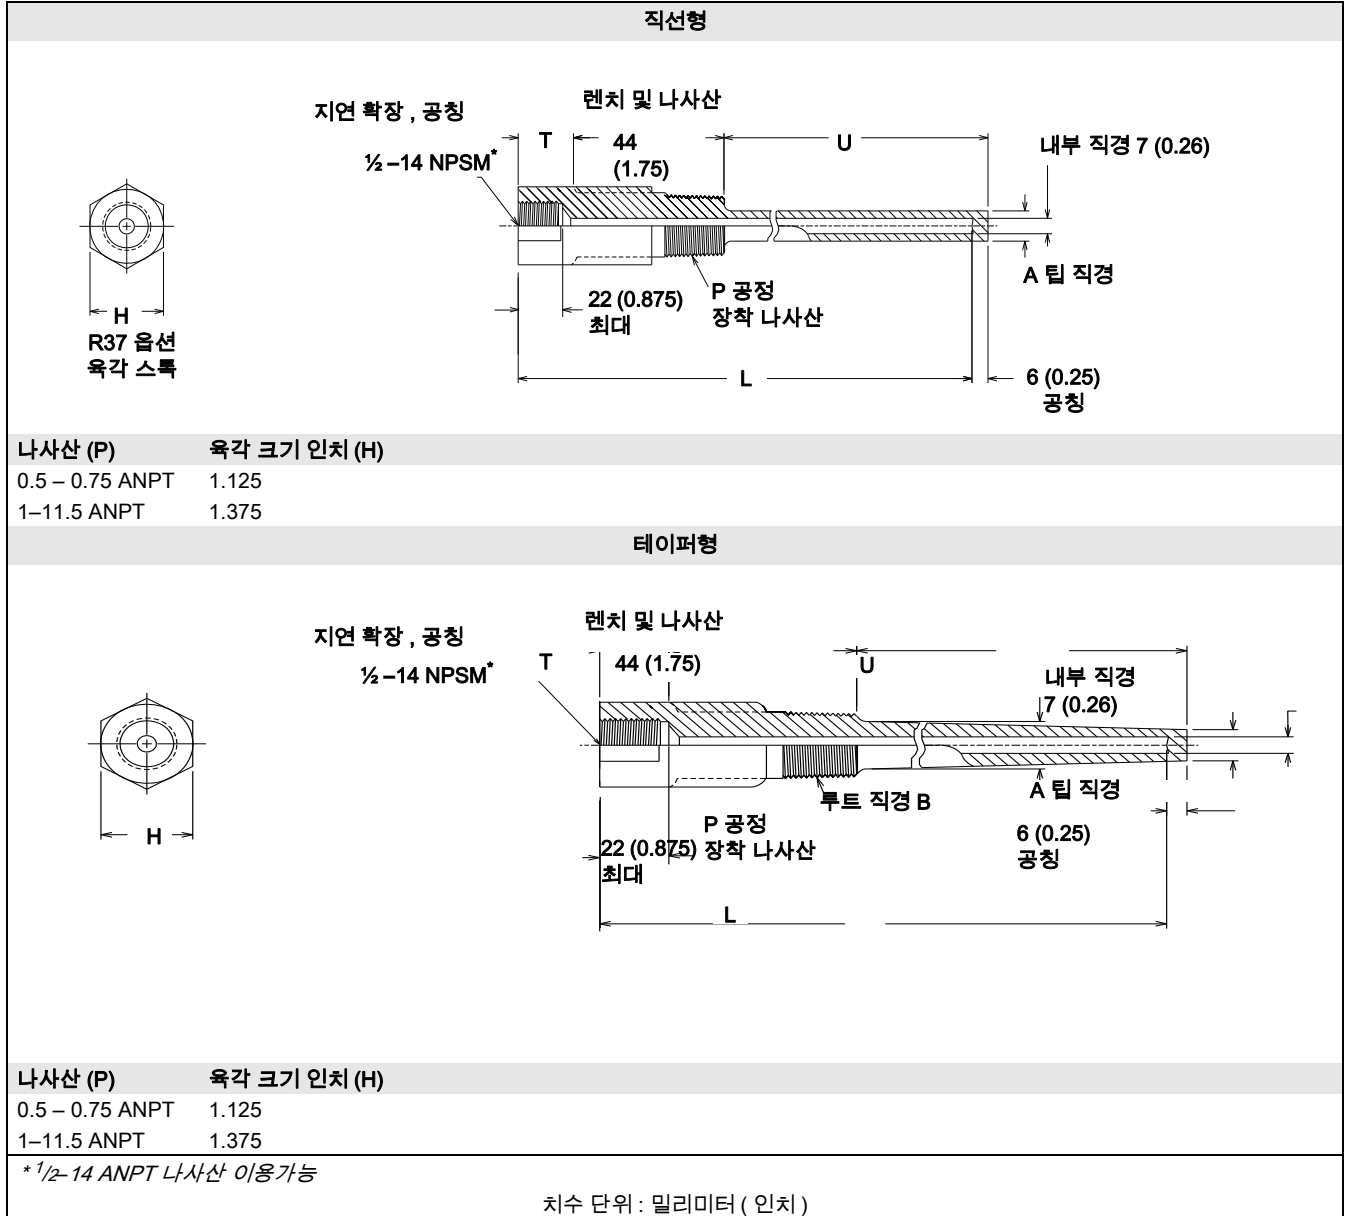 직선형
지연 확장 , 공칭
렌치 및 나사산
T
44
(1.75)
U
½ –14 NPSM*
내부 직경 7 (0.26)
A 팁 직경
22 (0.875)
최대
P 공정
장착 나사산
H
R37 옵션
육각 스톡
L
6 (0.25)
공칭
나사산 (P) 육각 크기 인치 (H)
0.5 – 0.75 ANPT 1.125
1–11.5 ANPT 1.375
테이퍼형
지연 확장 , 공칭
렌치 및 나사산
½ –14 NPSM*
T
44 (1.75)
U
내부 직경
7 (0.26)
루트 직경 B
A 팁 직경
H
P 공정
장착 나사산
22 (0.875)
최대
6 (0.25)
공칭
L
나사산 (P) 육각 크기 인치 (H)
0.5 – 0.75 ANPT 1.125
1–11.5 ANPT 1.375
* 1/2–14 ANPT 나사산 이용가능
치수 단위 : 밀리미터 ( 인치 )